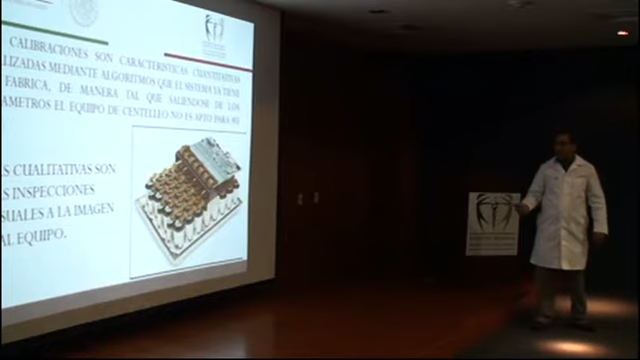 CALIBRACIONES SON CARACTERISTICAS CUANTITATIVAS
LIZADAS MEDIANTE ALGORITMOS QUE EL SISTEMA YA TIENE
FABRICA, DE MANERA TAL QUE SALIENDOSE DE LOS
AMETROS EL EQUIPO DE CENTELLEO NO ES APTO PARA SU
AS CUALITATIVAS SON
AS INSPECCIONES
SUALES A LA IMAGEN
AL EQUIPO.